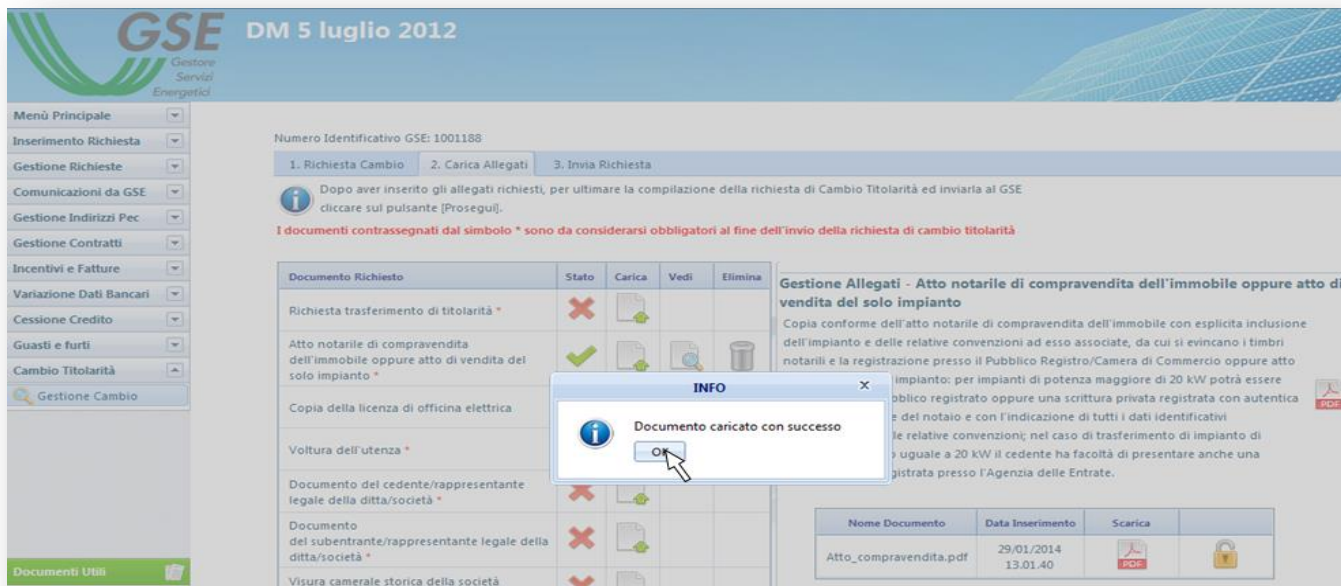 GSE
Gestore
Servizi
Energetici
DM 5 luglio 2012
Menù Principale
Inserimento Richiesta
Gestione Richieste
Comunicazioni da GSE
Gestione Indirizzi Pec
Gestione Contratti
Incentivi e Fatture
Variazione Dati Bancari
Cessione Credito
Guasti e furti
Cambio Titolarità
Gestione Cambio
Documenti Utili
Numero Identificativo GSE: 1001188
1. Richiesta Cambio
2. Carica Allegati
3. Invia Richiesta
Dopo aver inserito gli allegati richiesti, per ultimare la compilazione della richiesta di Cambio Titolarità ed inviarla al GSE
cliccare sul pulsante [Prosegui].
I documenti contrassegnati dal simbolo * sono da considerarsi obbligatori al fine dell'invio della richiesta di cambio titolarità
Documento Richiesto Stato Carica Vedi Elimina
Richiesta trasferimento di titolarità *
Atto notarile di compravendita
dell'immobile oppure atto di vendita del
solo impianto *
Copia della licenza di officina elettrica
Voltura dell'utenza *
Documento del cedente/rappresentante
legale della ditta/società *
Documento
del subentrante/rappresentante legale della
ditta/società *
Visura camerale storica della società
INFO
X
Documento caricato con successo
OK
Gestione Allegati - Atto notarile di compravendita dell'immobile oppure atto di
vendita del solo impianto
Copia conforme dell'atto notarile di compravendita dell'immobile con esplicita inclusione
dell'impianto e delle relative convenzioni ad esso associate, da cui si evincano i timbri
notarili e la registrazione presso il Pubblico Registro/Camera di Commercio oppure atto
impianto: per impianti di potenza maggiore di 20 kW potrà essere
blico registrato oppure una scrittura privata registrata con autentica
e del notaio e con l'indicazione di tutti i dati identificativi
le relative convenzioni; nel caso di trasferimento di impianto di
o uguale a 20 kW il cedente ha facoltà di presentare anche una
gistrata presso l'Agenzia delle Entrate.
PDF
Nome Documento Data Inserimento Scarica
Atto_compravendita.pdf 29/01/2014
13.01.40
PDF